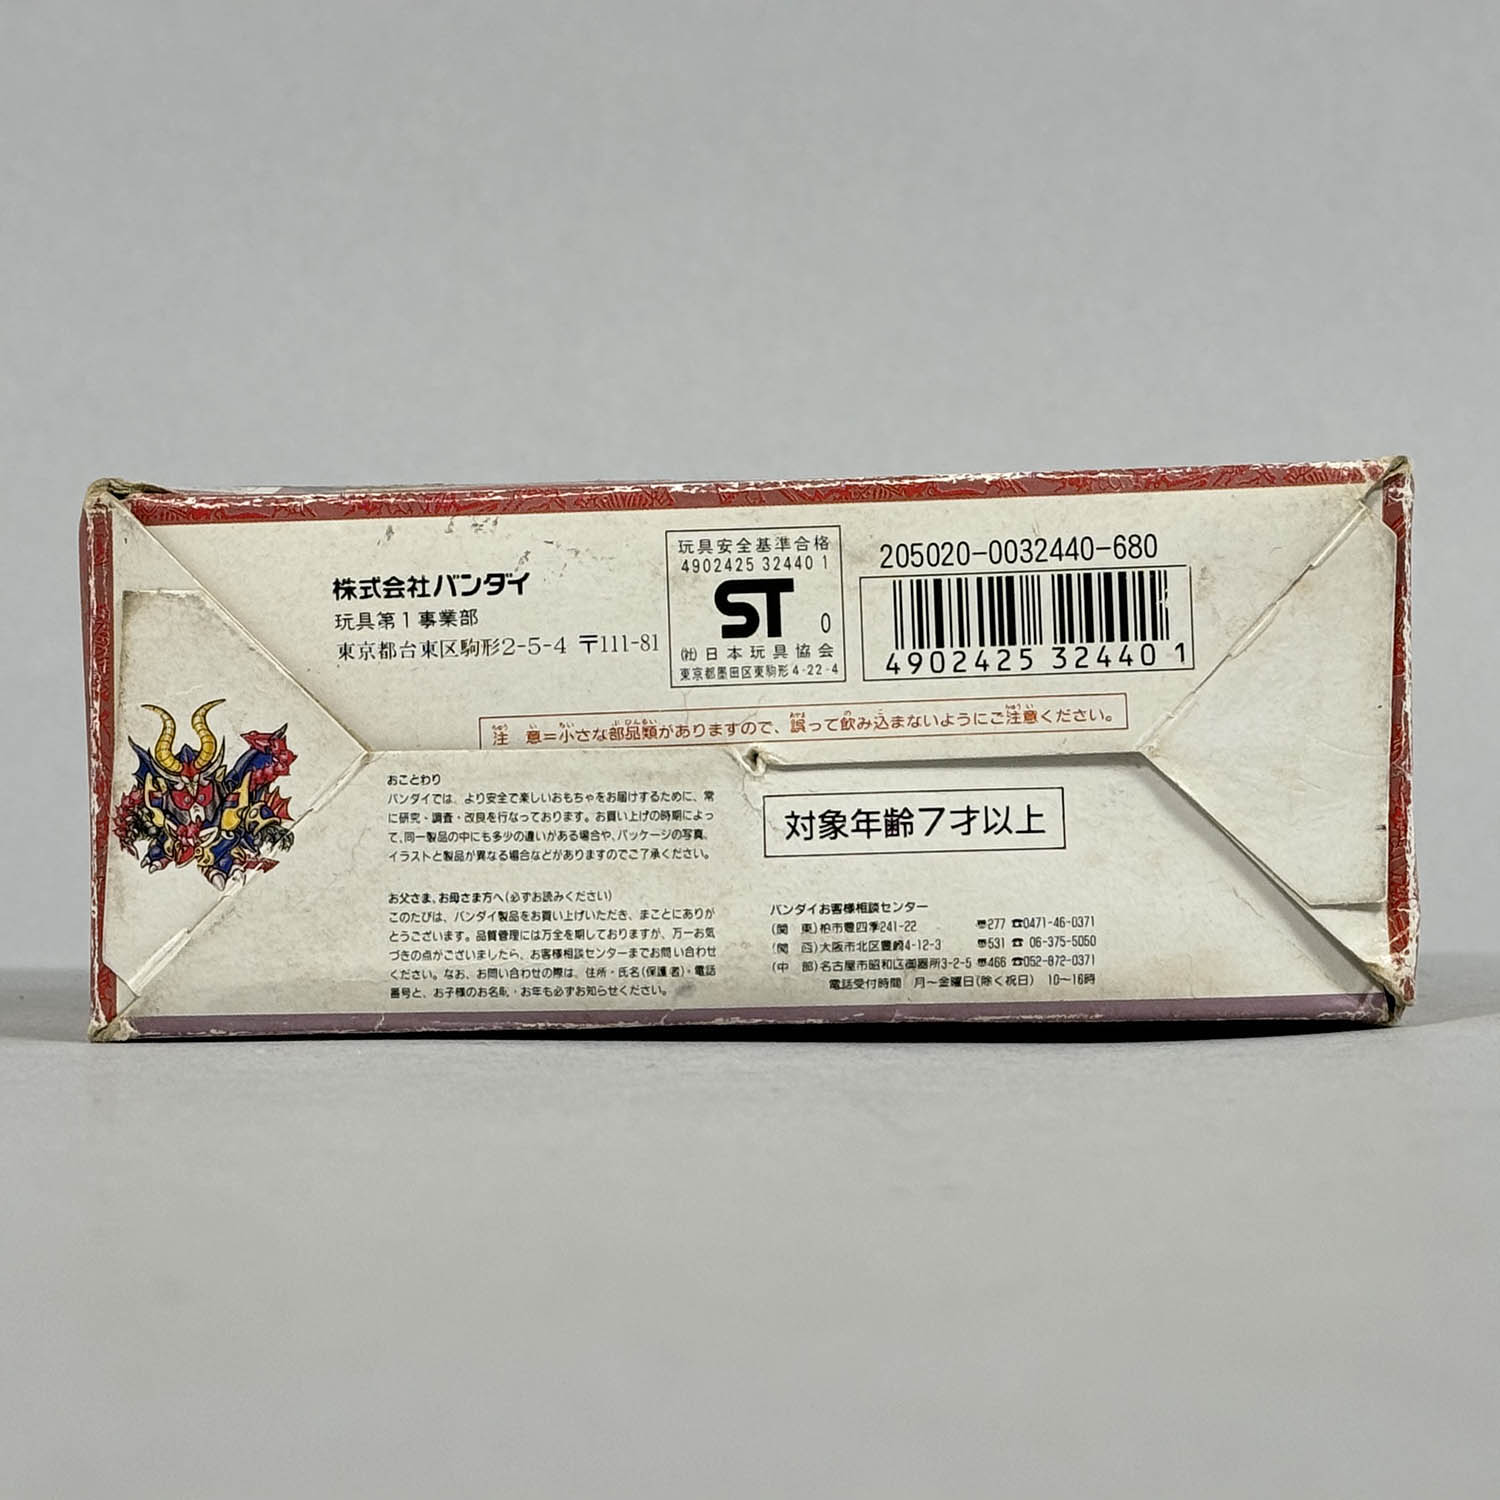 株式会社バンダイ
玩具第1事業部
東京都台東区駒形2-5-4 〒111-81
玩具安全基準合格
4902425 32440 1
ST 0
㈳日本玩具協会
東京都墨田区東駒形4-22-4
205020-0032440-680
4902425 324401
注意=小さな部品類がありますので、誤って飲み込まないようにご注意ください。
おことわり
バンダイでは、より安全で楽しいおもちゃをお届けするために、常
に研究・調査・改良を行なっております。お買い上げの時期によっ
て、同一製品の中にも多少の違いがある場合や、パッケージの写真、
イラストと製品が異なる場合などがありますのでご了承ください。
お父さま、お母さま方へ(必ずお読みください)
このたびは、バンダイ製品をお買い上げいただき、まことにありが
とうございます。品質管理には万全を期しておりますが、万一お気
づきの点がございましたら、お客様相談センターまでお問い合わせ
ください。なお、お問い合わせの際は、住所・氏名(保護者)・電話
番号と、お子様のお名前・お年も必ずお知らせください。
対象年齢7才以上
バンダイお客様相談センター
(関 東)柏市豊四季241-22 〠277 ☎0471-46-0371
(関 西)大阪市北区豊崎4-12-3 〠531 ☎06-375-5050
(中 部)名古屋市昭和区御器所3-2-5 〠466 ☎052-872-0371
電話受付時間 月〜金曜日(除く祝日) 10〜16時